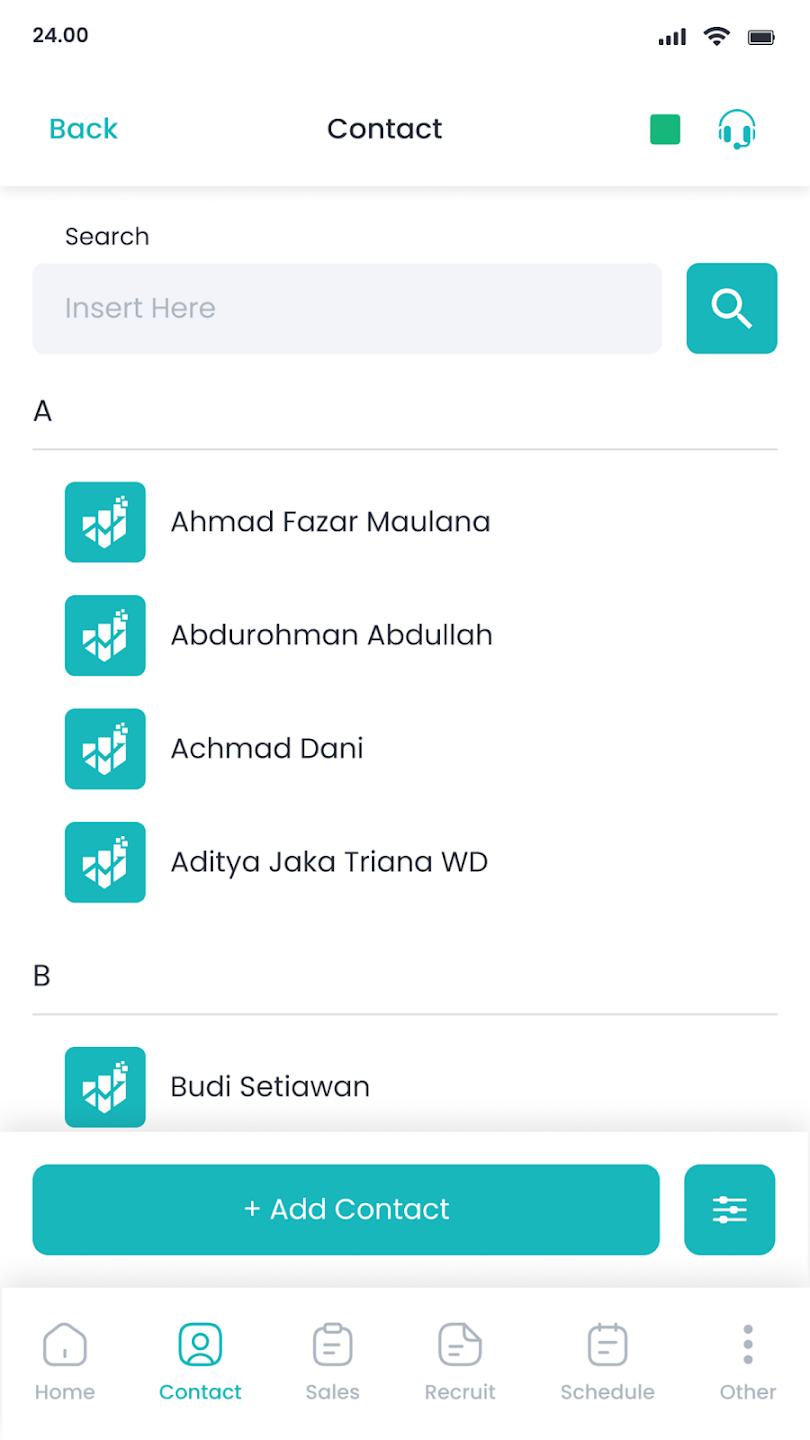 24.00
Back
Contact
Search
Insert Here
A
Ahmad Fazar Maulana
Abdurohman Abdullah
Achmad Dani
Aditya Jaka Triana WD
B
Budi Setiawan
+ Add Contact
Home
Contact
Sales
Recruit
Schedule
Other